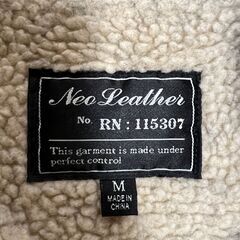 Neo Leather
No. RN : 115307
This garment is made under
perfect control
M
MADE IN
CHINA